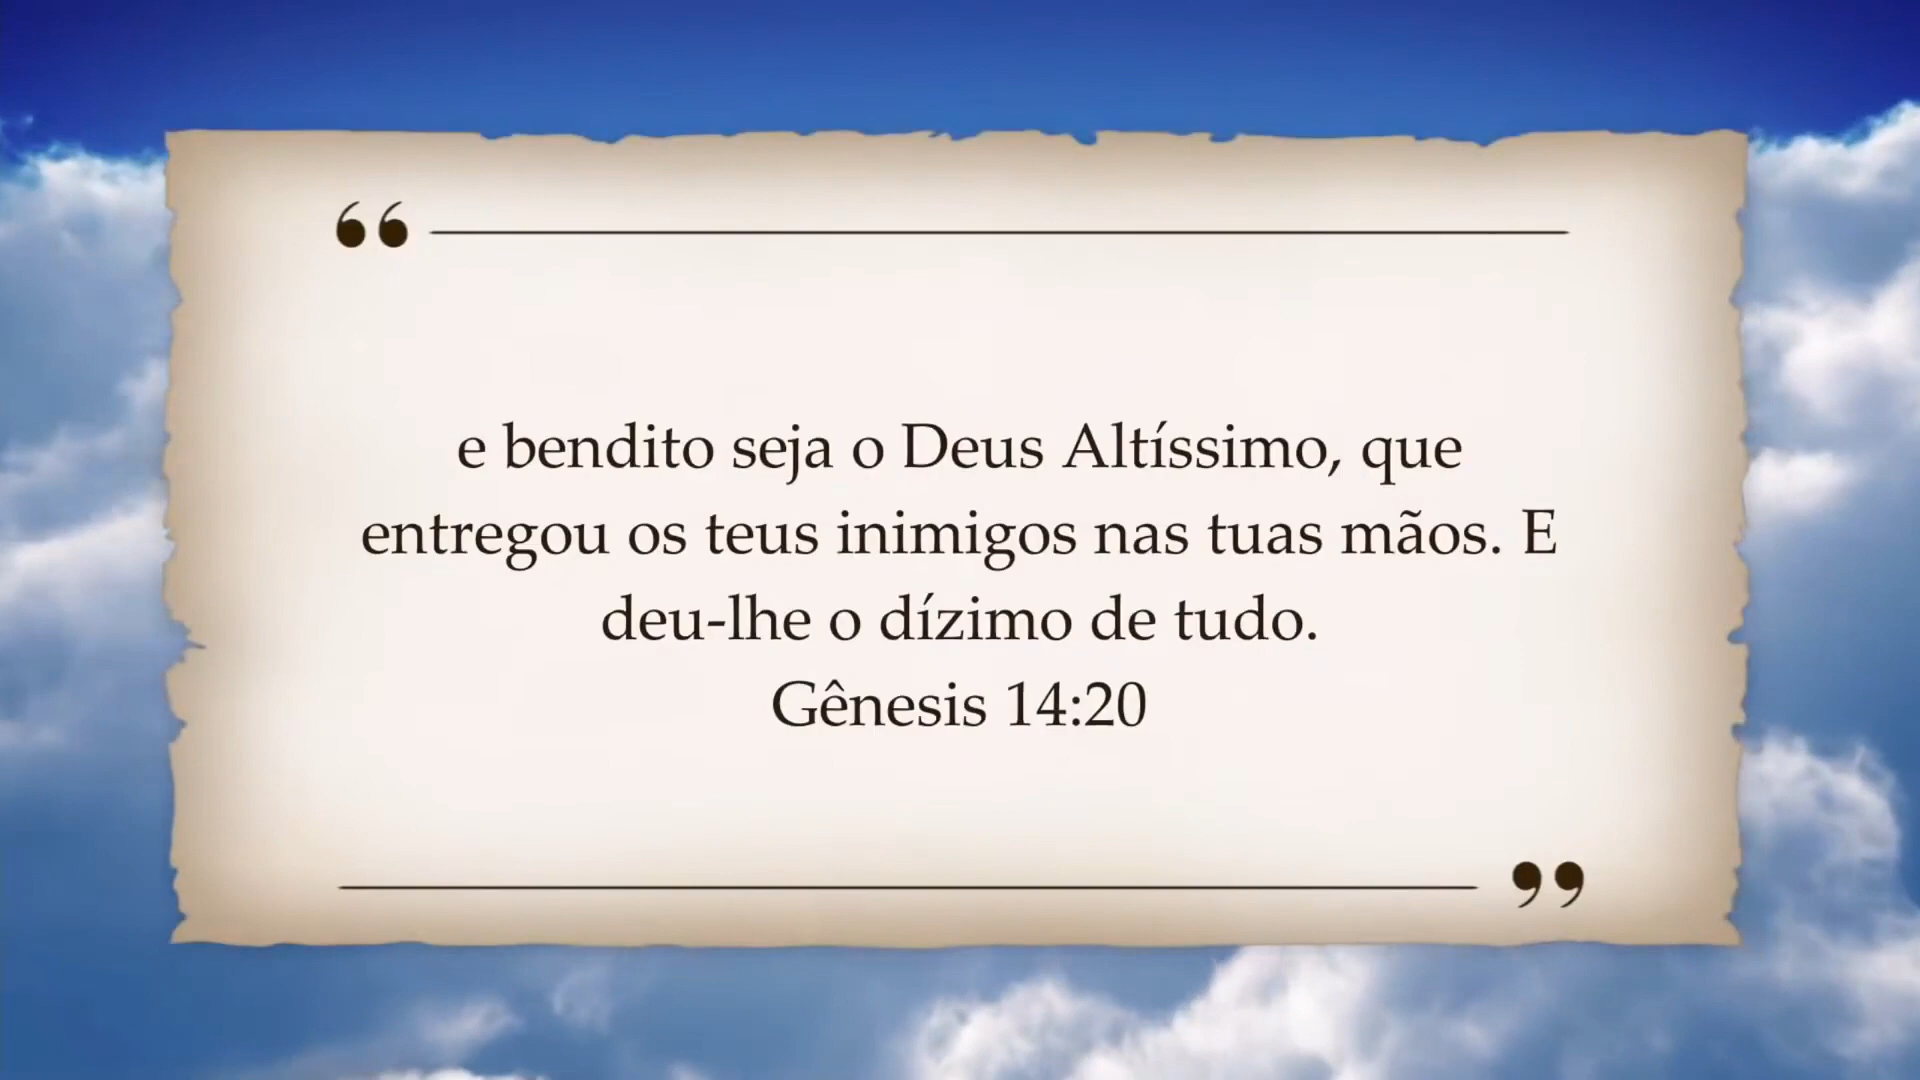 “
e bendito seja o Deus Altíssimo, que
entregou os teus inimigos nas tuas mãos. E
deu-lhe o dízimo de tudo.
Gênesis 14:20
”